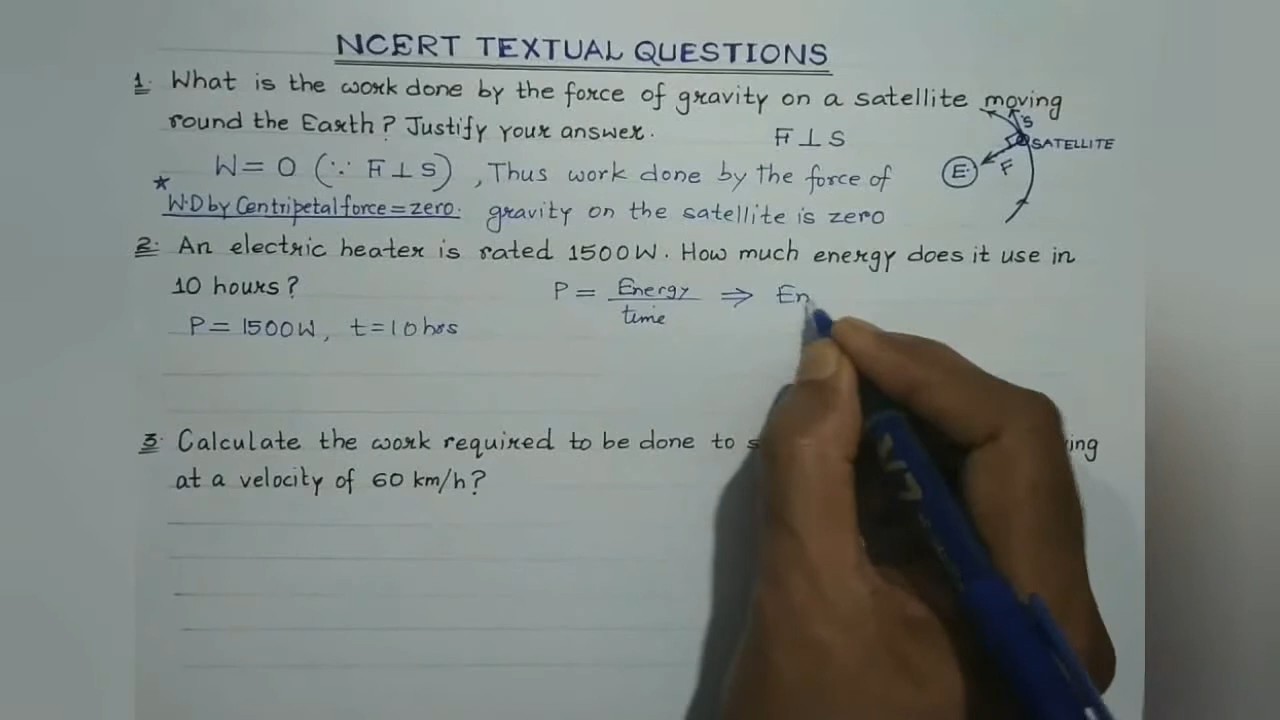 NCERT TEXTUAL QUESTIONS
1. What is the work done by the force of gravity on a satellite moving
round the Earth? Justify your answer.
F ⊥ S
S
SATELLITE
E
F
W = 0 (∵ F ⊥ S), Thus work done by the force of
* W.D by Centripetal force = zero. gravity on the satellite is zero
2. An electric heater is rated 1500W. How much energy does it use in
10 hours?
P = Energy / time ⇒ En
P = 1500W, t = 10 hrs
3. Calculate the work required to be done to
at a velocity of 60 km/h?